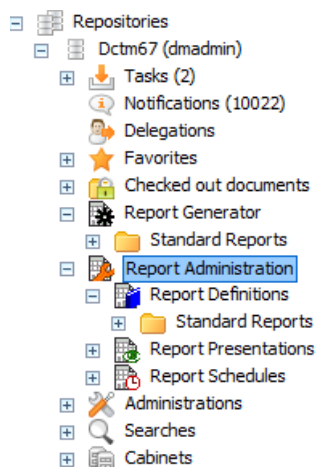 Repositories
Dctm67 (dmadmin)
Tasks (2)
Notifications (10022)
Delegations
Favorites
Checked out documents
Report Generator
Standard Reports
Report Administration
Report Definitions
Standard Reports
Report Presentations
Report Schedules
Administrations
Searches
Cabinets